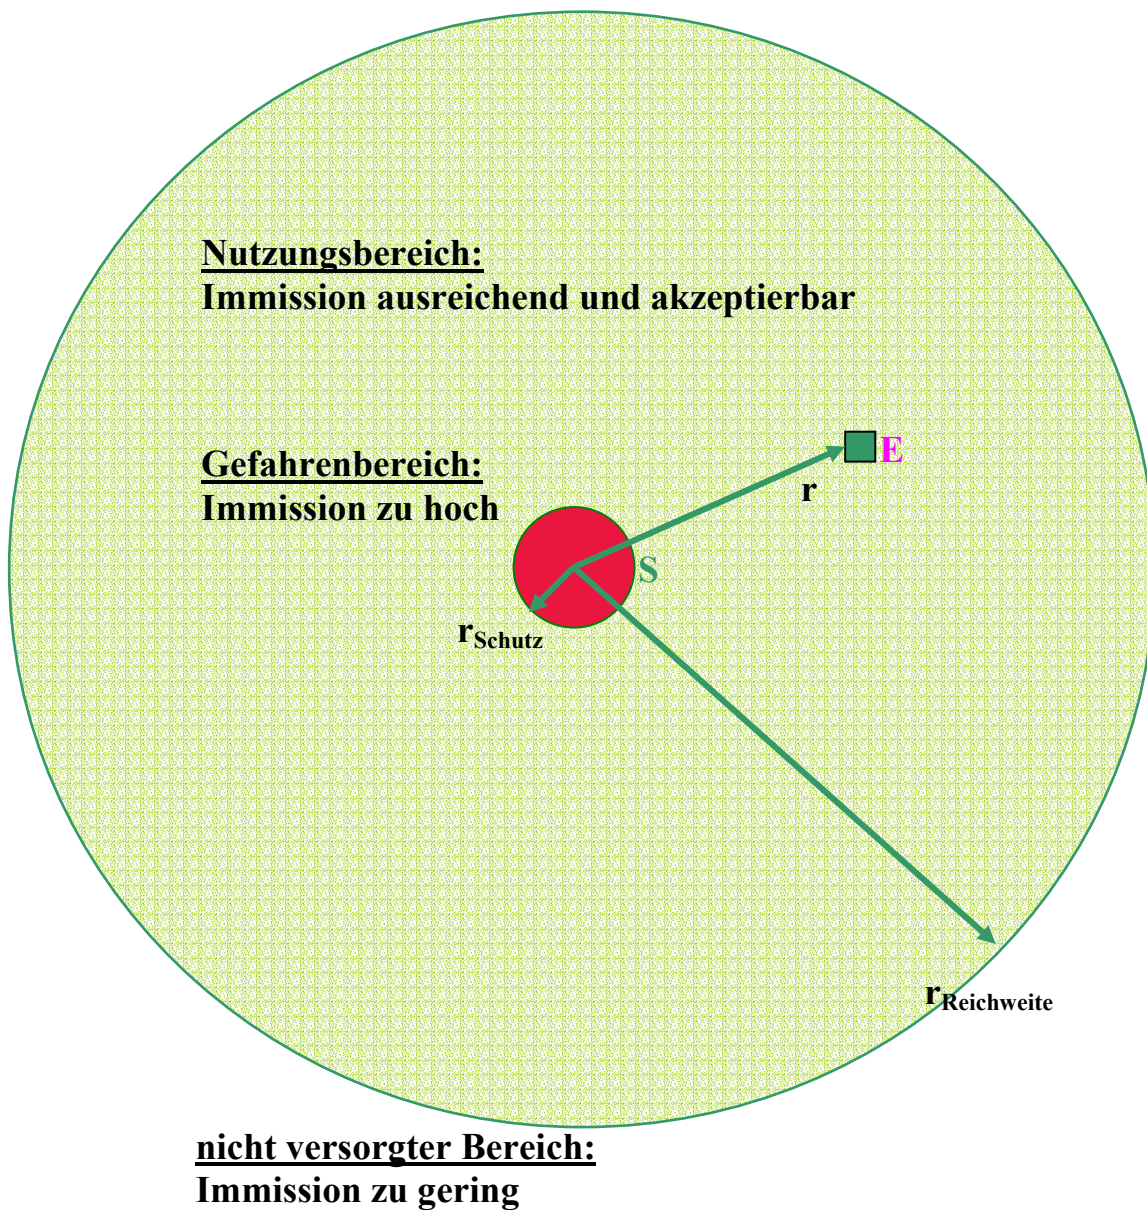 Nutzungsbereich:
Immission ausreichend und akzeptierbar
E
Gefahrenbereich:
Immission zu hoch
r
S
rSchutz
rReichweite
nicht versorgter Bereich:
Immission zu gering